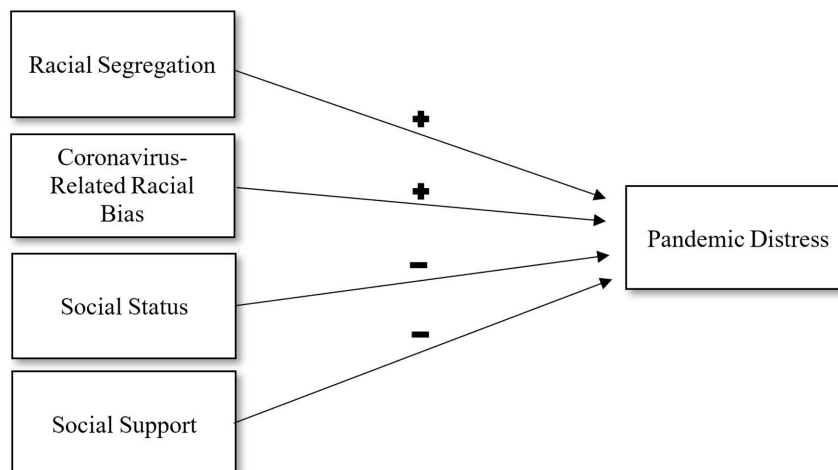 Racial Segregation
+
Coronavirus-
Related Racial
Bias
+
Pandemic Distress
Social Status
–
Social Support
–